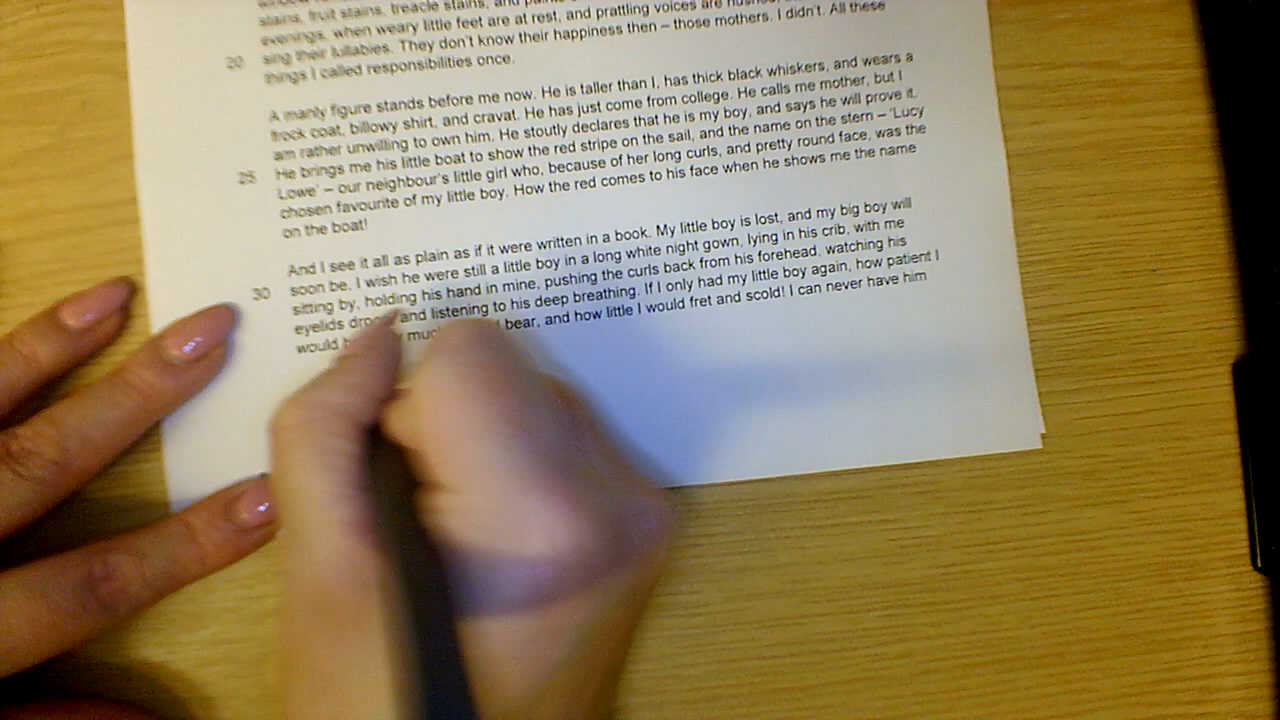 stains, fruit stains, treacle stains, and
evenings, when weary little feet are at rest, and prattling voices are hushed,
20 sing their lullabies. They don't know their happiness then – those mothers. I didn't. All these
things I called responsibilities once.
A manly figure stands before me now. He is taller than I, has thick black whiskers, and wears a
frock coat, billowy shirt, and cravat. He has just come from college. He calls me mother, but I
am rather unwilling to own him. He stoutly declares that he is my boy, and says he will prove it.
25 He brings me his little boat to show the red stripe on the sail, and the name on the stern – 'Lucy
Lowe' – our neighbour's little girl who, because of her long curls, and pretty round face, was the
chosen favourite of my little boy. How the red comes to his face when he shows me the name
on the boat!
And I see it all as plain as if it were written in a book. My little boy is lost, and my big boy will
30 soon be. I wish he were still a little boy in a long white night gown, lying in his crib, with me
sitting by, holding his hand in mine, pushing the curls back from his forehead, watching his
eyelids and listening to his deep breathing. If I only had my little boy again, how patient I
would bear, and how little I would fret and scold! I can never have him